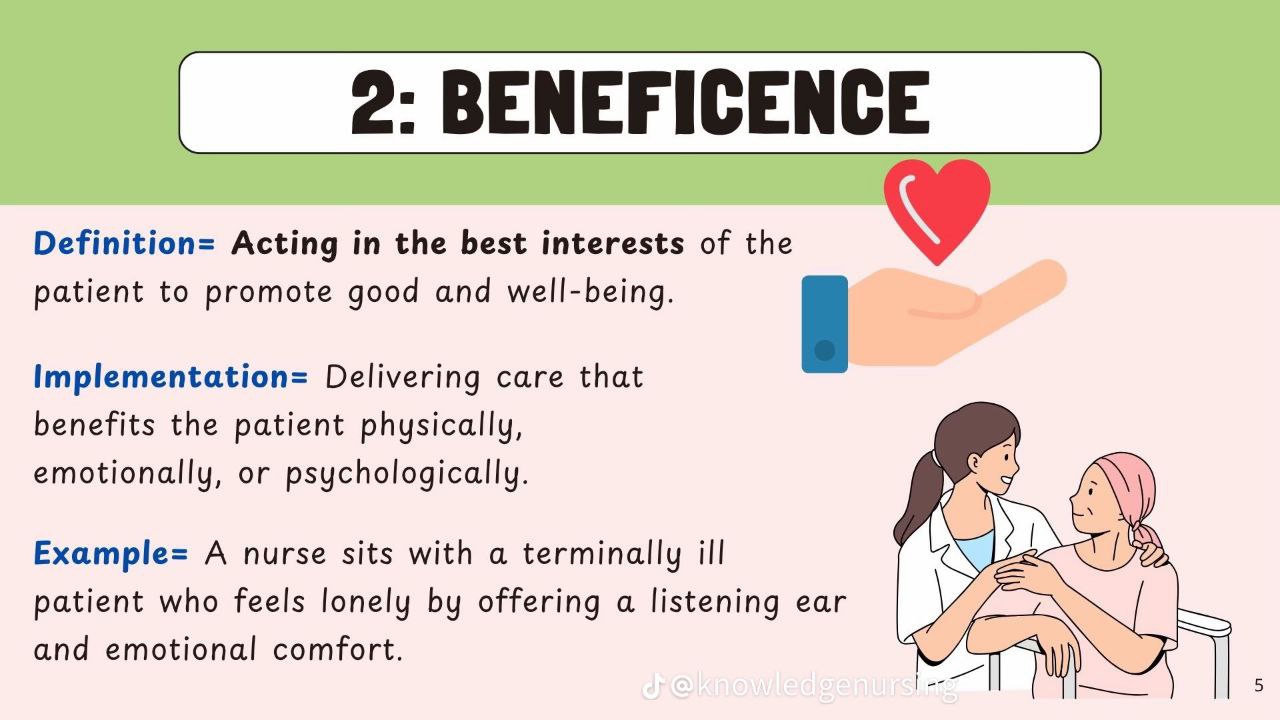 2: BENEFICENCE
Definition= Acting in the best interests of the
patient to promote good and well-being.
Implementation= Delivering care that
benefits the patient physically,
emotionally, or psychologically.
Example= A nurse sits with a terminally ill
patient who feels lonely by offering a listening ear
and emotional comfort.
@knowledgenursing
5